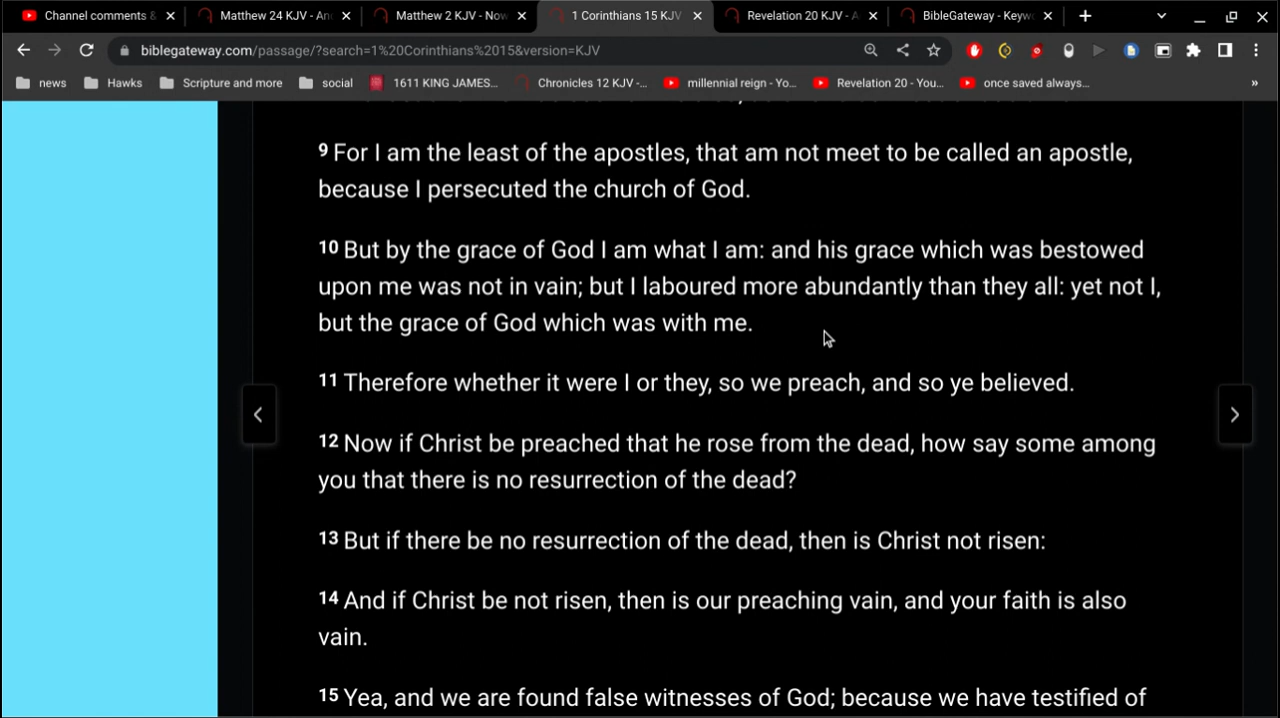 Channel comments &
Matthew 24 KJV - An
Matthew 2 KJV - Now
1 Corinthians 15 KJV
Revelation 20 KJV - A
BibleGateway - Keyw
biblegateway.com/passage/?search=1%20Corinthians%2015&version=KJV
news
Hawks
Scripture and more
social
1611 KING JAMES...
Chronicles 12 KJV -...
millennial reign - Yo...
Revelation 20 - You...
once saved always...
»
9 For I am the least of the apostles, that am not meet to be called an apostle,
because I persecuted the church of God.
10 But by the grace of God I am what I am: and his grace which was bestowed
upon me was not in vain; but I laboured more abundantly than they all: yet not I,
but the grace of God which was with me.
11 Therefore whether it were I or they, so we preach, and so ye believed.
12 Now if Christ be preached that he rose from the dead, how say some among
you that there is no resurrection of the dead?
13 But if there be no resurrection of the dead, then is Christ not risen:
14 And if Christ be not risen, then is our preaching vain, and your faith is also
vain.
15 Yea, and we are found false witnesses of God; because we have testified of